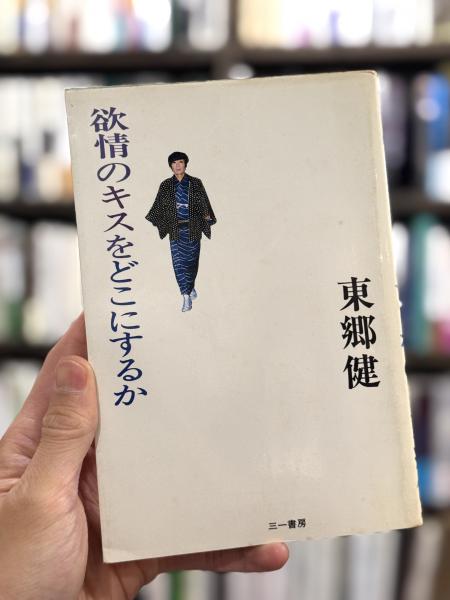 欲情のキスをどこにするか
東郷健
三一書房